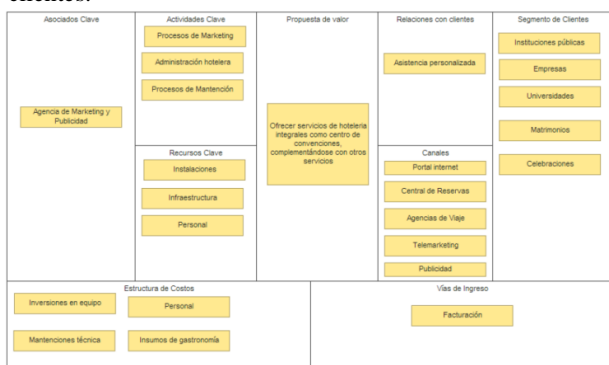 clientes.
Asociados Clave
Agencia de Marketing y
Publicidad
Actividades Clave
Procesos de Marketing
Administración hotelera
Procesos de Mantención
Recursos Clave
Instalaciones
Infraestructura
Personal
Propuesta de valor
Ofrecer servicios de hotelería
integrales como centro de
convenciones,
complementándose con otros
servicios
Relaciones con clientes
Asistencia personalizada
Canales
Portal internet
Central de Reservas
Agencias de Viaje
Telemarketing
Publicidad
Segmento de Clientes
Instituciones públicas
Empresas
Universidades
Matrimonios
Celebraciones
Estructura de Costos
Inversiones en equipo
Personal
Mantenciones técnica
Insumos de gastronomía
Vías de Ingreso
Facturación